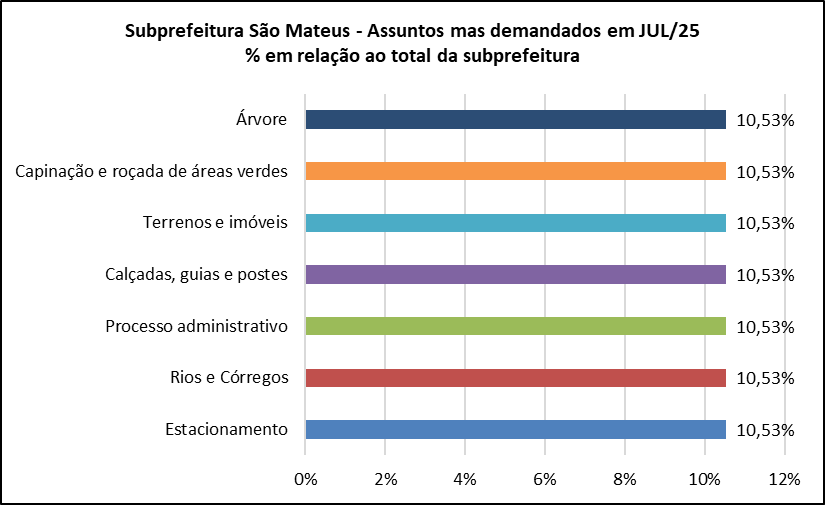 Subprefeitura São Mateus - Assuntos mas demandados em JUL/25
% em relação ao total da subprefeitura
Árvore 10,53%
Capinação e roçada de áreas verdes 10,53%
Terrenos e imóveis 10,53%
Calçadas, guias e postes 10,53%
Processo administrativo 10,53%
Rios e Córregos 10,53%
Estacionamento 10,53%
0% 2% 4% 6% 8% 10% 12%